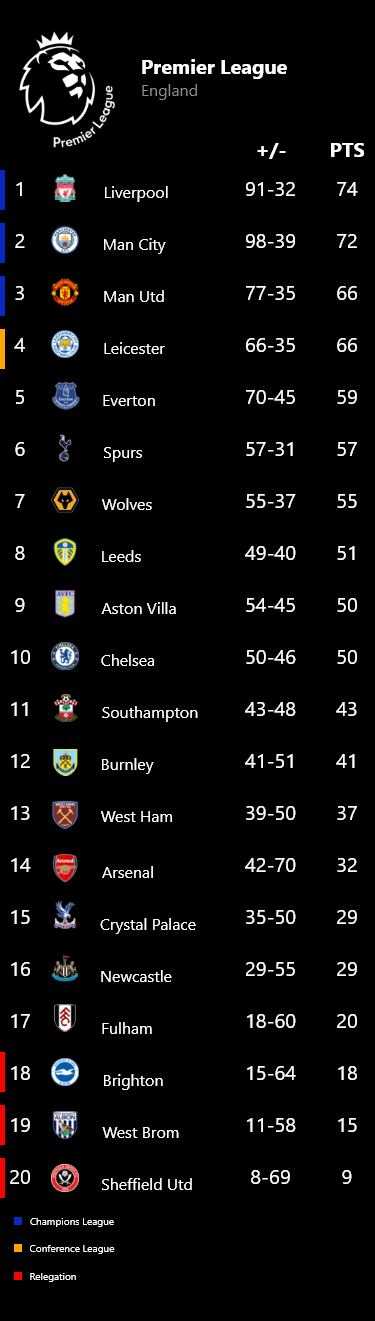 Premier League
England
Premier League
+/- PTS
1 Liverpool 91-32 74
2 Man City 98-39 72
3 Man Utd 77-35 66
4 Leicester 66-35 66
5 Everton 70-45 59
6 Spurs 57-31 57
7 Wolves 55-37 55
8 Leeds 49-40 51
9 Aston Villa 54-45 50
10 Chelsea 50-46 50
11 Southampton 43-48 43
12 Burnley 41-51 41
13 West Ham 39-50 37
14 Arsenal 42-70 32
15 Crystal Palace 35-50 29
16 Newcastle 29-55 29
17 Fulham 18-60 20
18 Brighton 15-64 18
19 West Brom 11-58 15
20 Sheffield Utd 8-69 9
Champions League
Conference League
Relegation